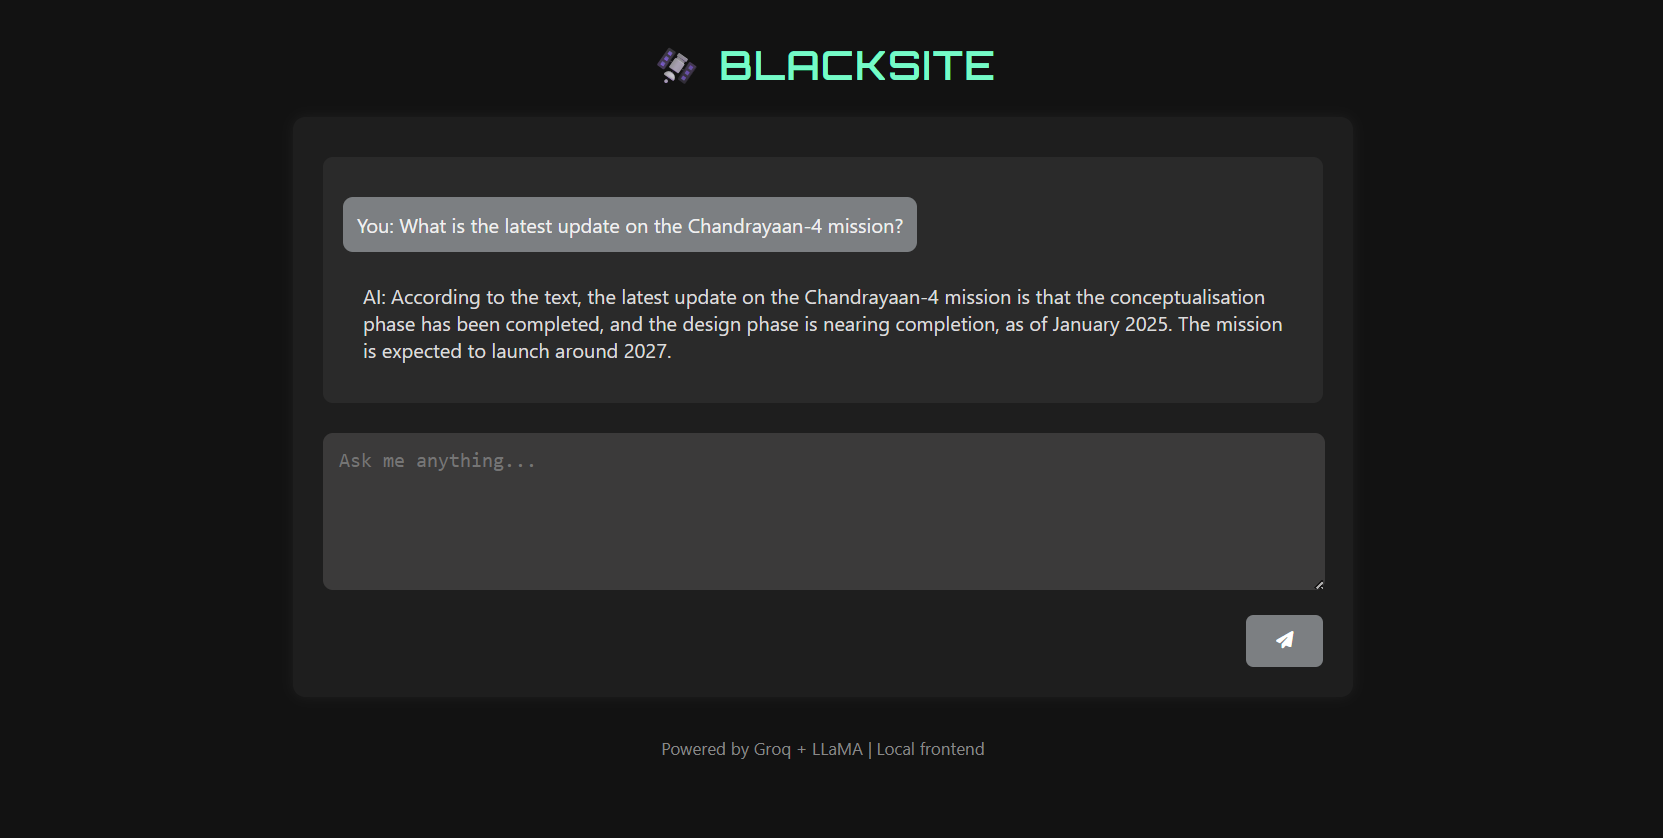 BLACKSITE
You: What is the latest update on the Chandrayaan-4 mission?
AI: According to the text, the latest update on the Chandrayaan-4 mission is that the conceptualisation
phase has been completed, and the design phase is nearing completion, as of January 2025. The mission
is expected to launch around 2027.
Ask me anything...
Powered by Groq + LLaMA | Local frontend